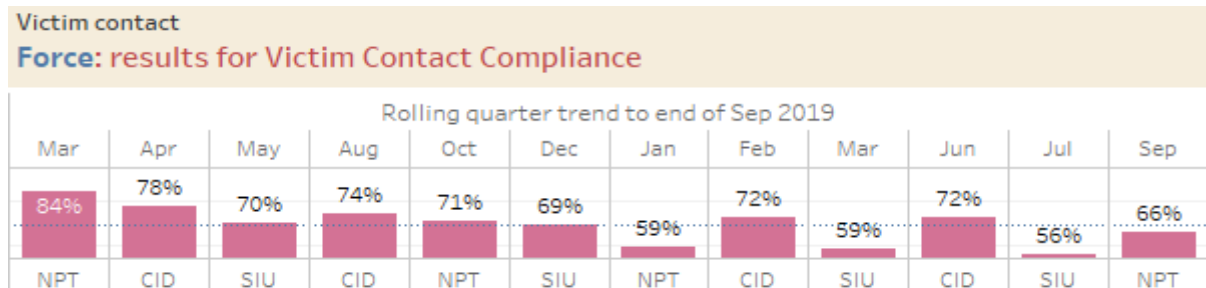 Victim contact
Force: results for Victim Contact Compliance
Rolling quarter trend to end of Sep 2019
Mar Apr May Aug Oct Dec Jan Feb Mar Jun Jul Sep
84% 78% 70% 74% 71% 69% 59% 72% 59% 72% 56% 66%
NPT CID SIU CID NPT SIU NPT CID SIU CID SIU NPT